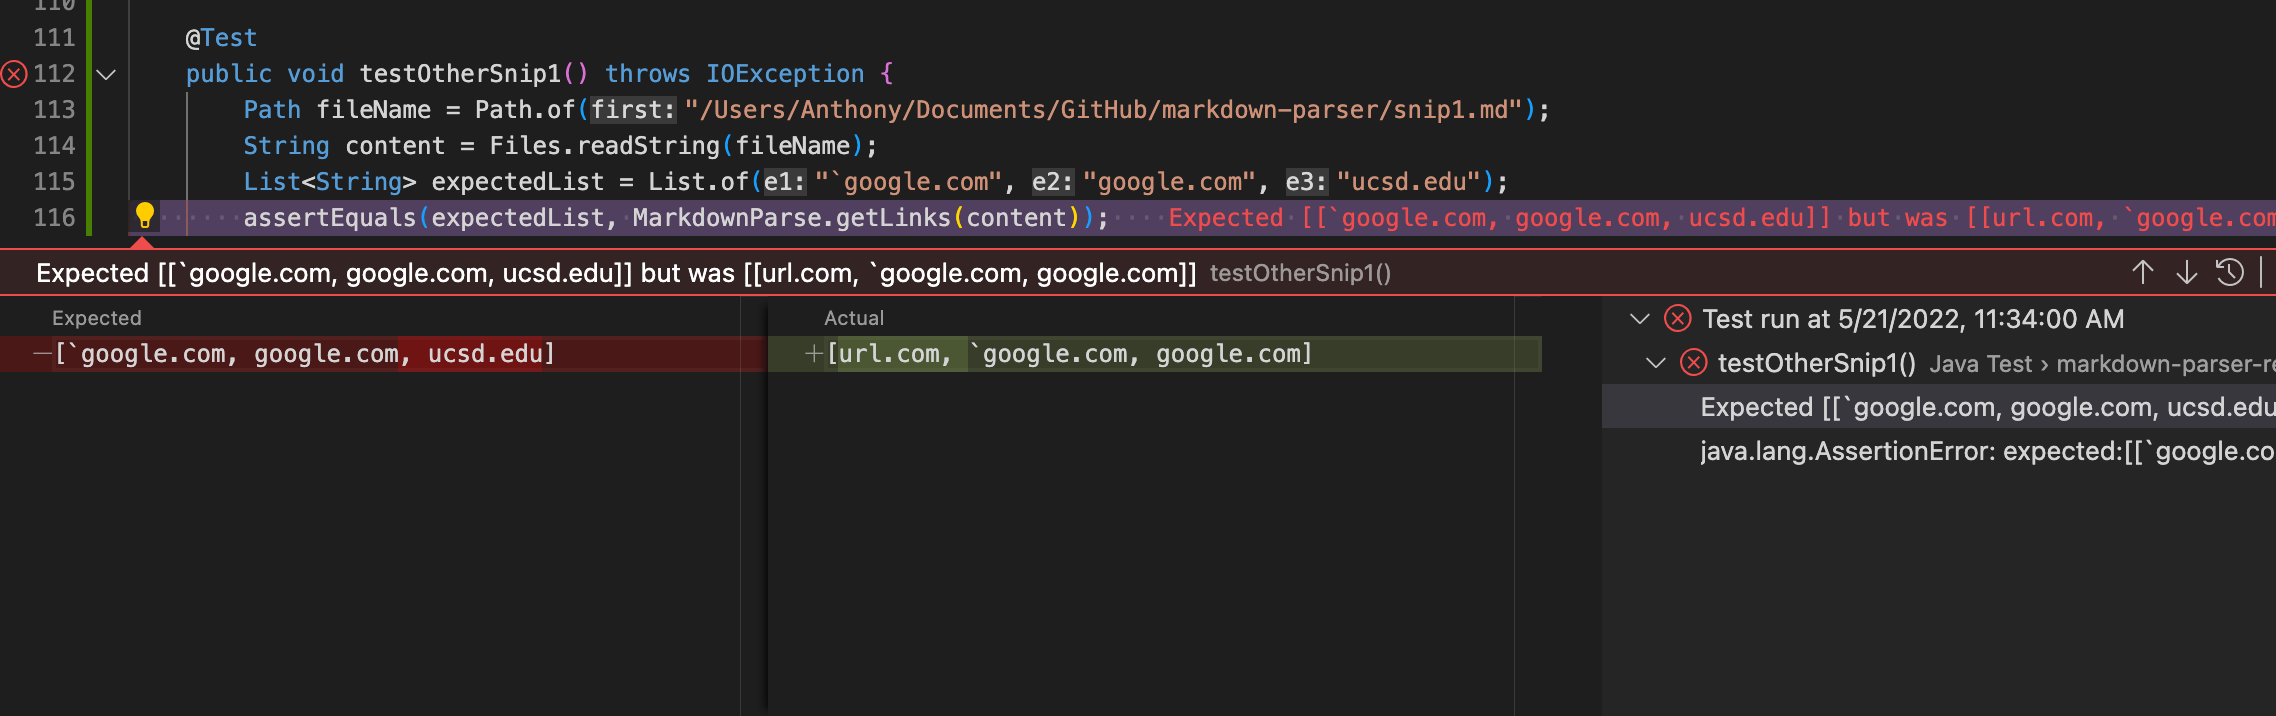 110
111 @Test
112 public void testOtherSnip1() throws IOException {
113 Path fileName = Path.of(first: "/Users/Anthony/Documents/GitHub/markdown-parser/snip1.md");
114 String content = Files.readString(fileName);
115 List<String> expectedList = List.of(e1: "`google.com", e2: "google.com", e3: "ucsd.edu");
116 assertEquals(expectedList, MarkdownParse.getLinks(content)); Expected [[`google.com, google.com, ucsd.edu]] but was [[url.com, `google.com
Expected [[`google.com, google.com, ucsd.edu]] but was [[url.com, `google.com, google.com]] testOtherSnip1()
Expected
—[`google.com, google.com, ucsd.edu]
Actual
+[url.com, `google.com, google.com]
Test run at 5/21/2022, 11:34:00 AM
testOtherSnip1() Java Test › markdown-parser-re
Expected [[`google.com, google.com, ucsd.edu
java.lang.AssertionError: expected:[[`google.co